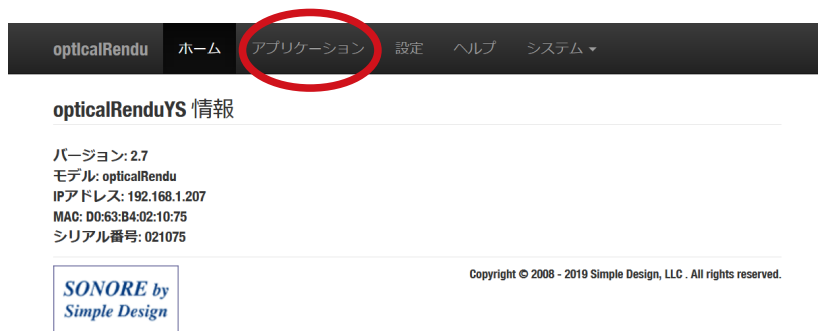 opticalRendu ホーム アプリケーション 設定 ヘルプ システム
opticalRenduYS 情報
バージョン: 2.7
モデル: opticalRendu
IPアドレス: 192.168.1.207
MAC: D0:63:B4:02:10:75
シリアル番号: 021075
Copyright © 2008 - 2019 Simple Design, LLC . All rights reserved.
SONORE by
Simple Design